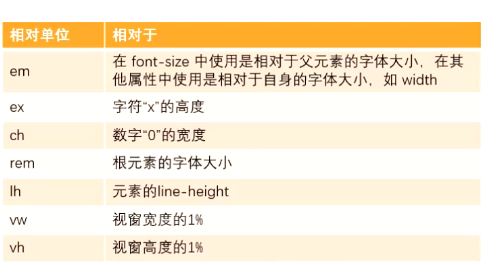 相对单位 相对于
em 在 font-size 中使用是相对于父元素的字体大小，在其
他属性中使用是相对于自身的字体大小，如 width
ex 字符“x”的高度
ch 数字“0”的宽度
rem 根元素的字体大小
lh 元素的line-height
vw 视窗宽度的1%
vh 视窗高度的1%